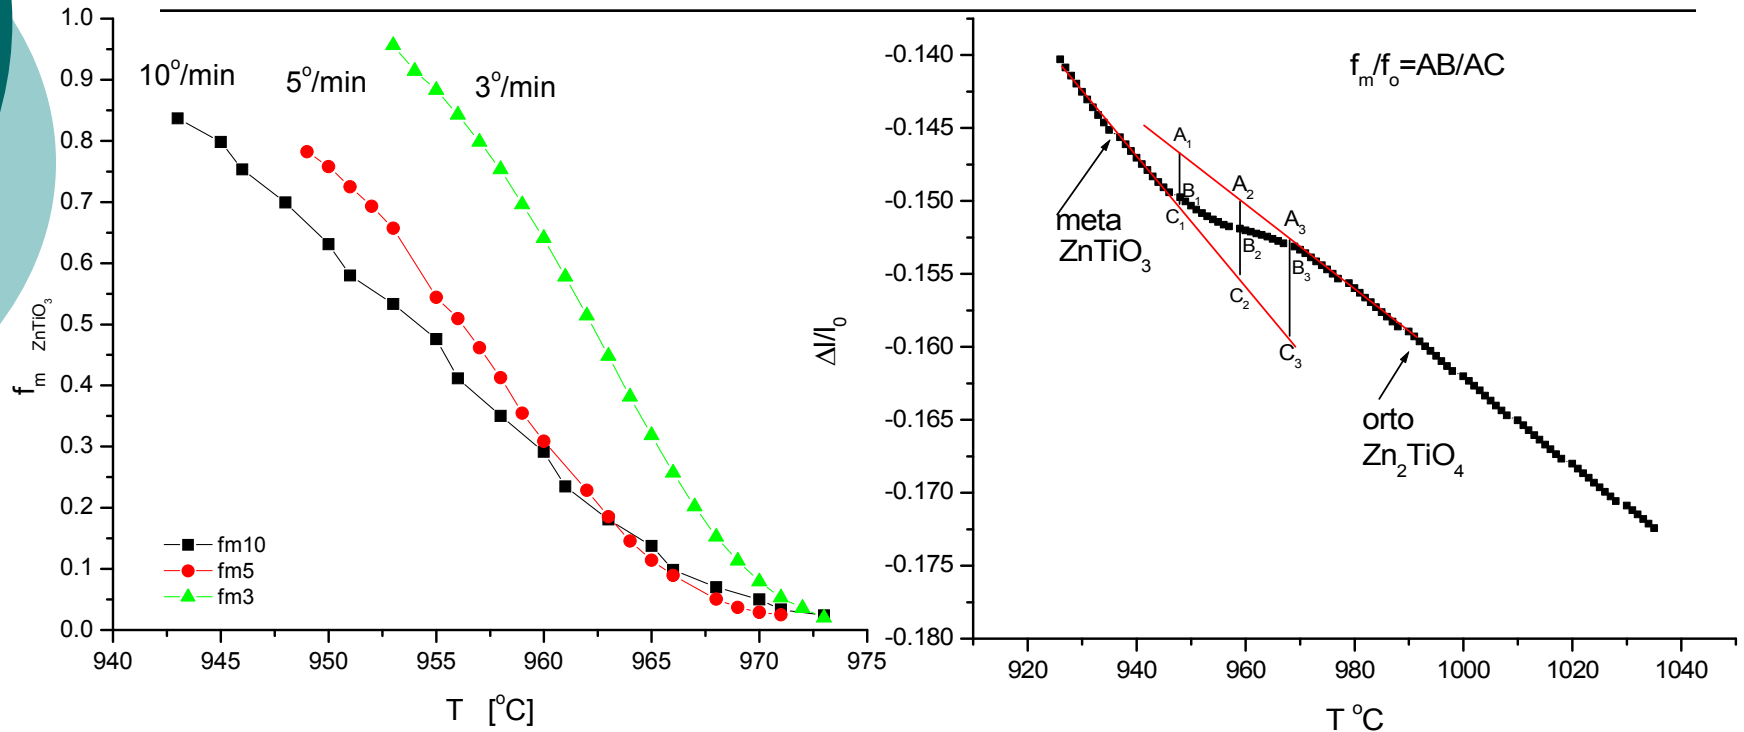 1.0
0.9
0.8
0.7
0.6
0.5
0.4
0.3
0.2
0.1
0.0
f_m ZnTiO₃
10°/min
5°/min
3°/min
fm10
fm5
fm3
940 945 950 955 960 965 970 975
T [°C]
-0.140
-0.145
-0.150
-0.155
-0.160
-0.165
-0.170
-0.175
-0.180
Δl/l₀
f_m/f_o=AB/AC
A₁
B₁
C₁
A₂
B₂
C₂
A₃
B₃
C₃
meta
ZnTiO₃
orto
Zn₂TiO₄
920 940 960 980 1000 1020 1040
T °C